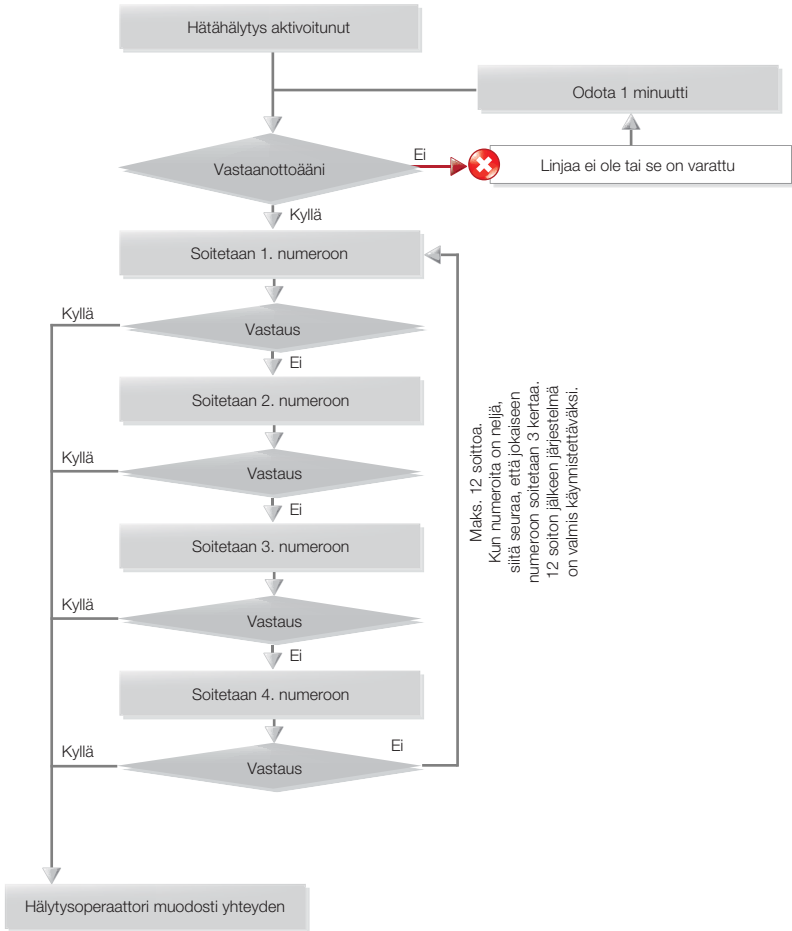 Hätähälytys aktivoitunut
Odota 1 minuutti
Vastaanottoääni
Ei
Linjaa ei ole tai se on varattu
Kyllä
Soitetaan 1. numeroon
Kyllä
Vastaus
Ei
Soitetaan 2. numeroon
Kyllä
Vastaus
Ei
Soitetaan 3. numeroon
Kyllä
Vastaus
Ei
Soitetaan 4. numeroon
Kyllä
Vastaus
Ei
Maks. 12 soittoa.
Kun numeroita on neljä,
siitä seuraa, että jokaiseen
numeroon soitetaan 3 kertaa.
12 soiton jälkeen järjestelmä
on valmis käynnistettäväksi.
Hälytysoperaattori muodosti yhteyden